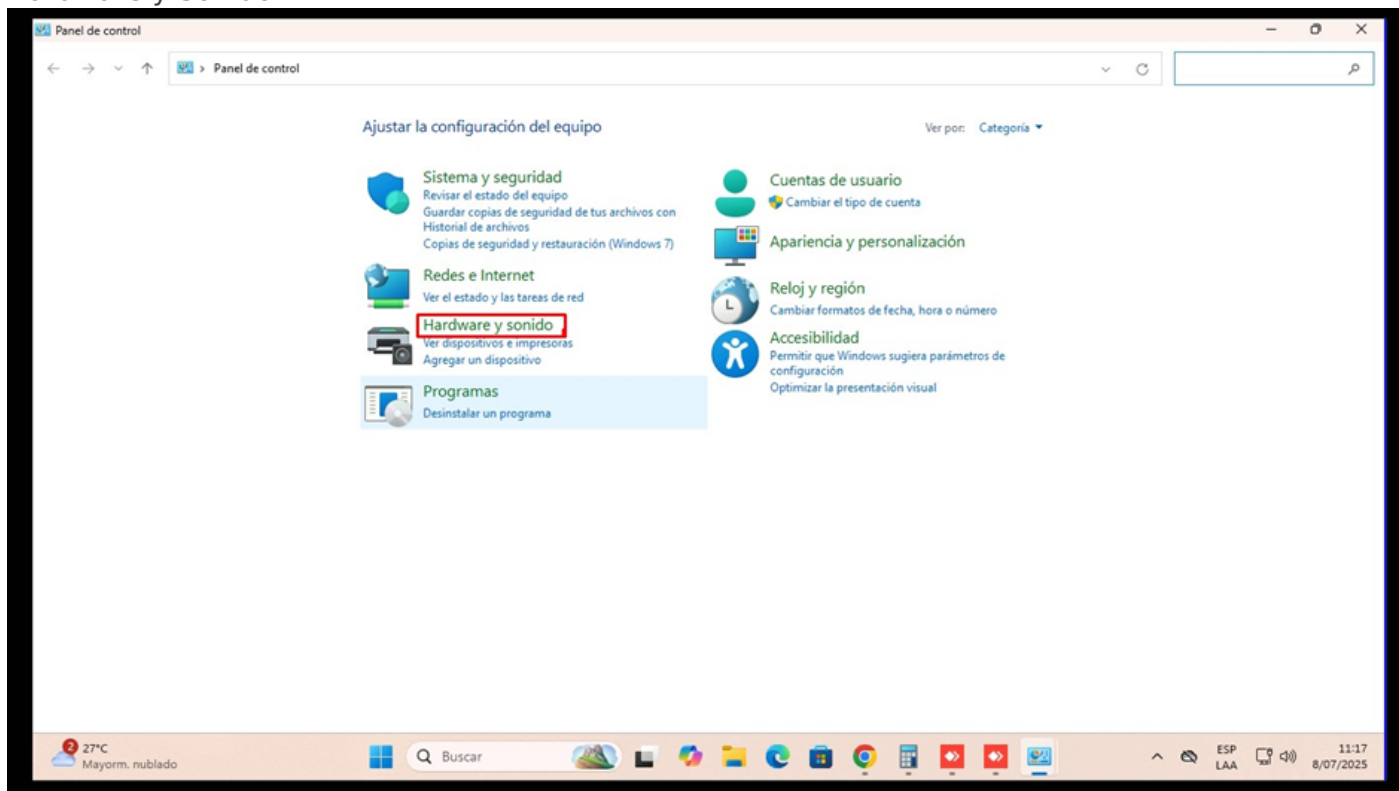 Panel de control
Panel de control
Ajustar la configuración del equipo
Ver por: Categoría
Sistema y seguridad
Revisar el estado del equipo
Guardar copias de seguridad de tus archivos con
Historial de archivos
Copias de seguridad y restauración (Windows 7)
Redes e Internet
Ver el estado y las tareas de red
Hardware y sonido
Ver dispositivos e impresoras
Agregar un dispositivo
Programas
Desinstalar un programa
Cuentas de usuario
Cambiar el tipo de cuenta
Apariencia y personalización
Reloj y región
Cambiar formatos de fecha, hora o número
Accesibilidad
Permitir que Windows sugiera parámetros de
configuración
Optimizar la presentación visual
2
27°C
Mayorm. nublado
Buscar
ESP
LAA
11:17
8/07/2025